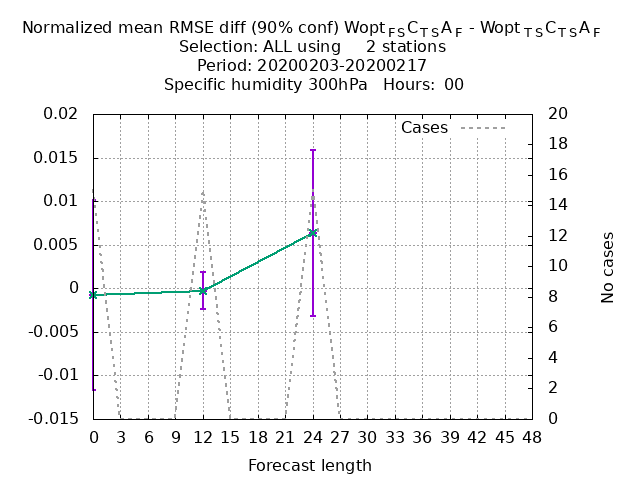 Normalized mean RMSE diff (90% conf) Wopt FS C TS A F - Wopt TS C TS A F
Selection: ALL using 2 stations
Period: 20200203-20200217
Specific humidity 300hPa Hours: 00
Cases
0.02
0.015
0.01
0.005
0
-0.005
-0.01
-0.015
20
18
16
14
12
10
8
6
4
2
0
No cases
0 3 6 9 12 15 18 21 24 27 30 33 36 39 42 45 48
Forecast length